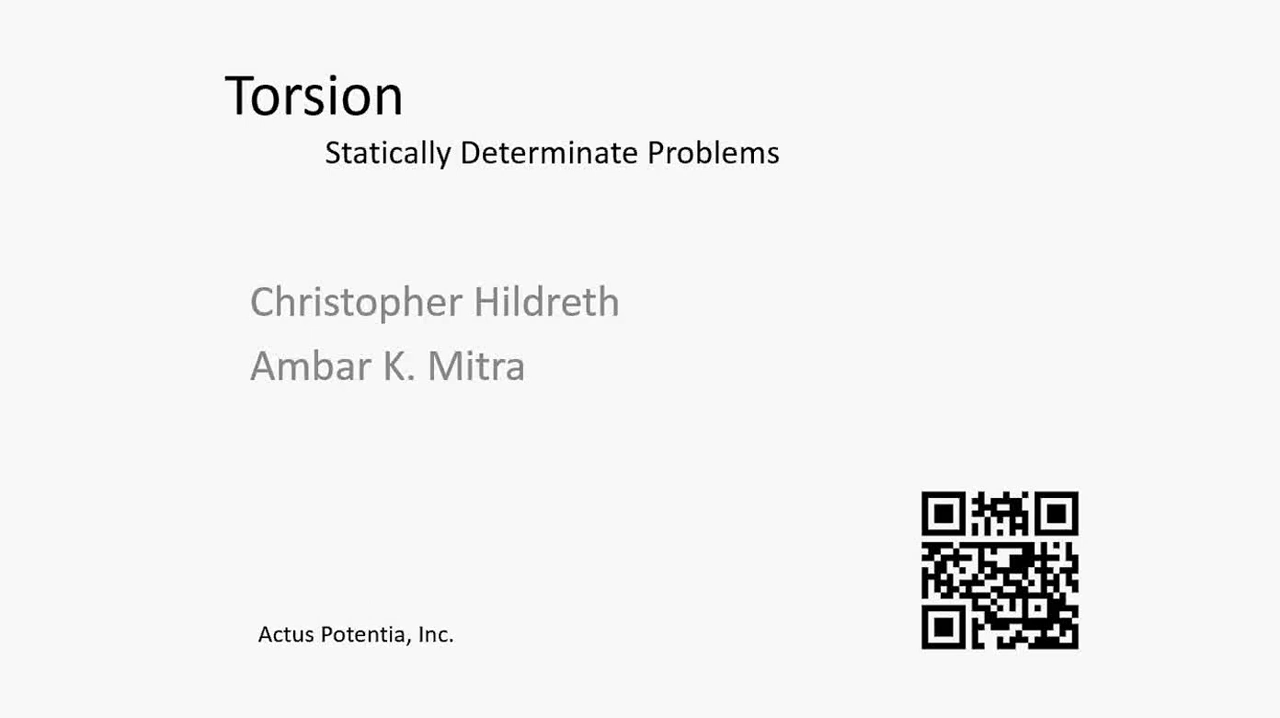 Torsion
Statically Determinate Problems
Christopher Hildreth
Ambar K. Mitra
Actus Potentia, Inc.